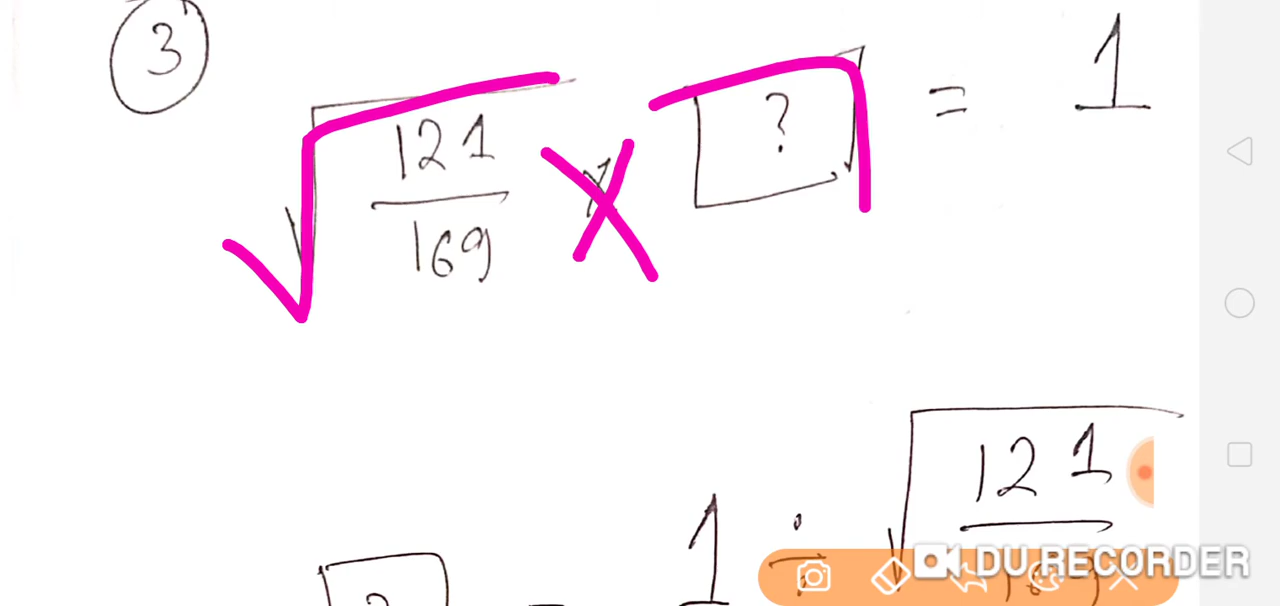 3
√121/169 × ? = 1
? = 1 ÷ √121
DU RECORDER